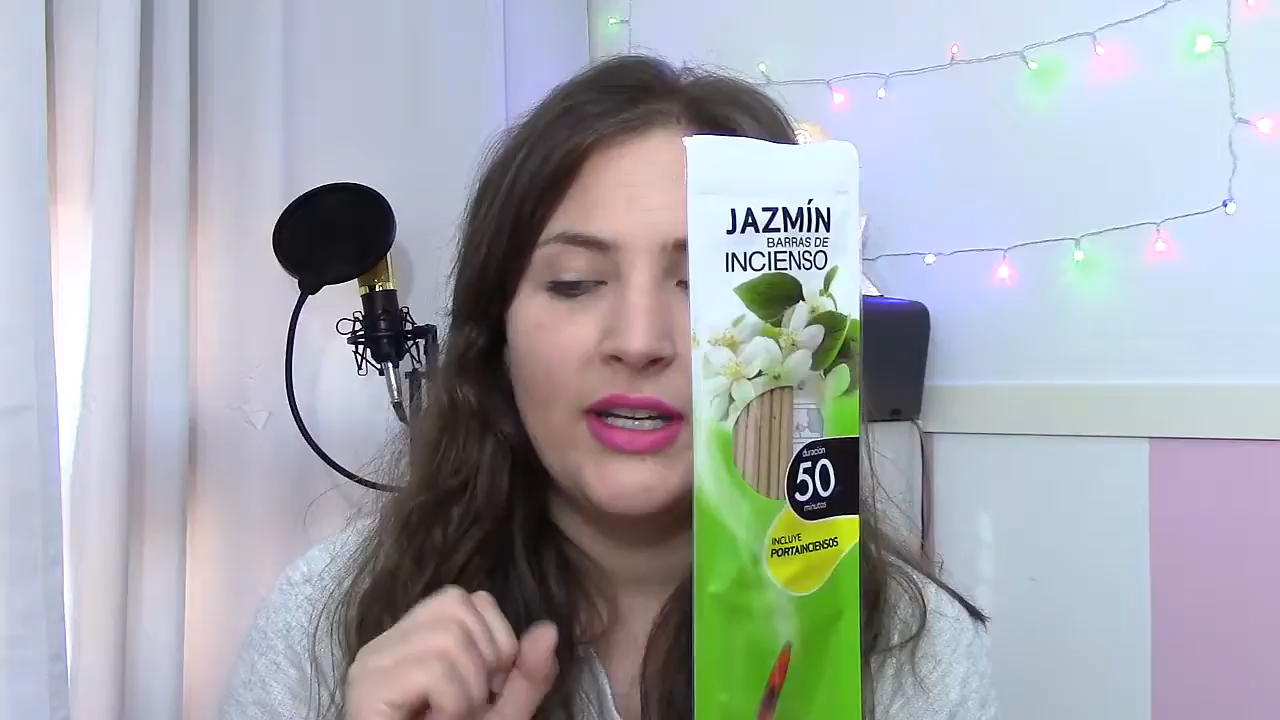 JAZMÍN
BARRAS DE
INCIENSO
duración
50
minutos
INCLUYE
PORTAINCIENSOS